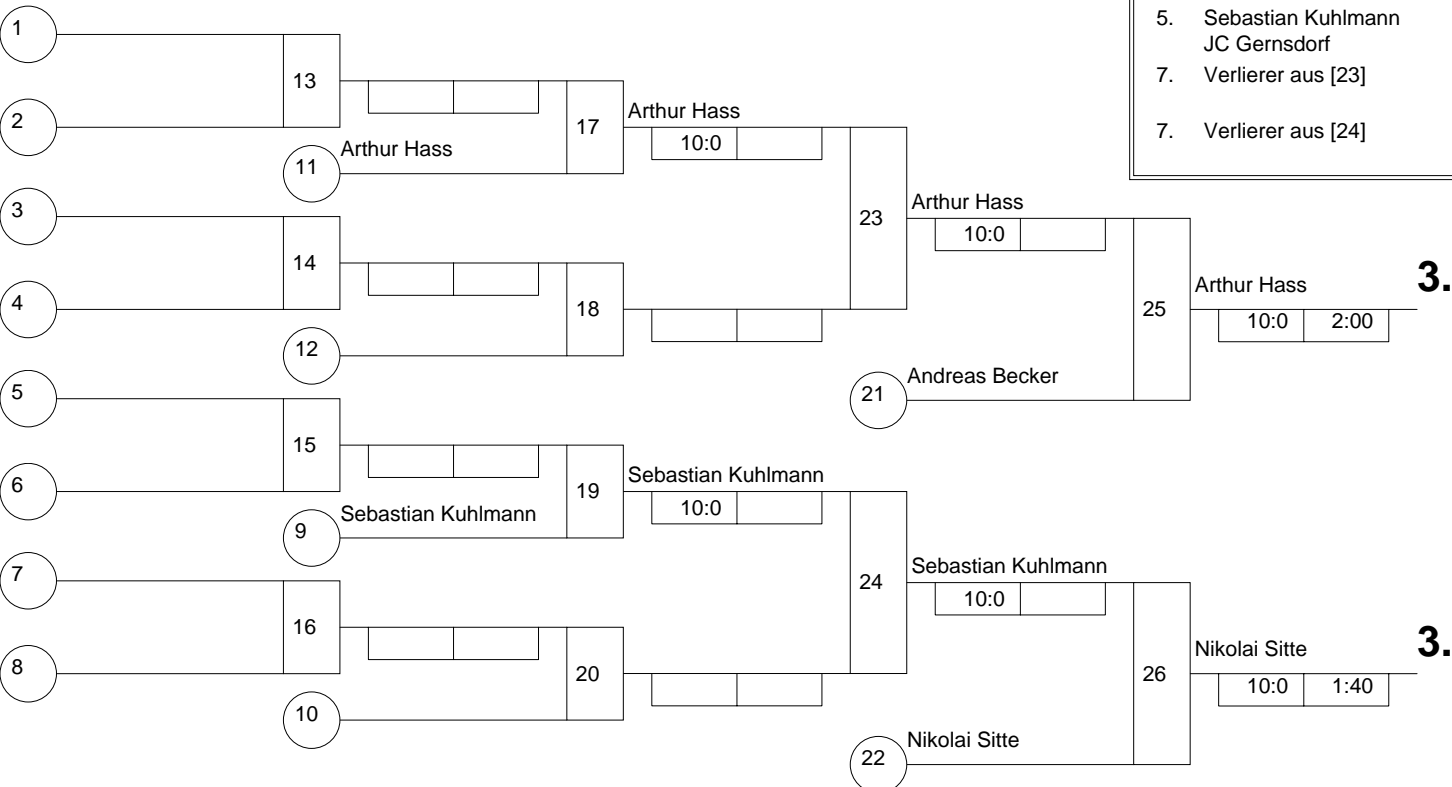 5. Sebastian Kuhlmann
JC Gernsdorf
7. Verlierer aus [23]
7. Verlierer aus [24]
1
2
13
11
Arthur Hass
17
Arthur Hass
10:0
3
4
14
12
18
23
Arthur Hass
10:0
21
Andreas Becker
25
Arthur Hass
10:0 2:00
3.
5
6
15
9
Sebastian Kuhlmann
19
Sebastian Kuhlmann
10:0
7
8
16
10
20
24
Sebastian Kuhlmann
10:0
22
Nikolai Sitte
26
Nikolai Sitte
10:0 1:40
3.